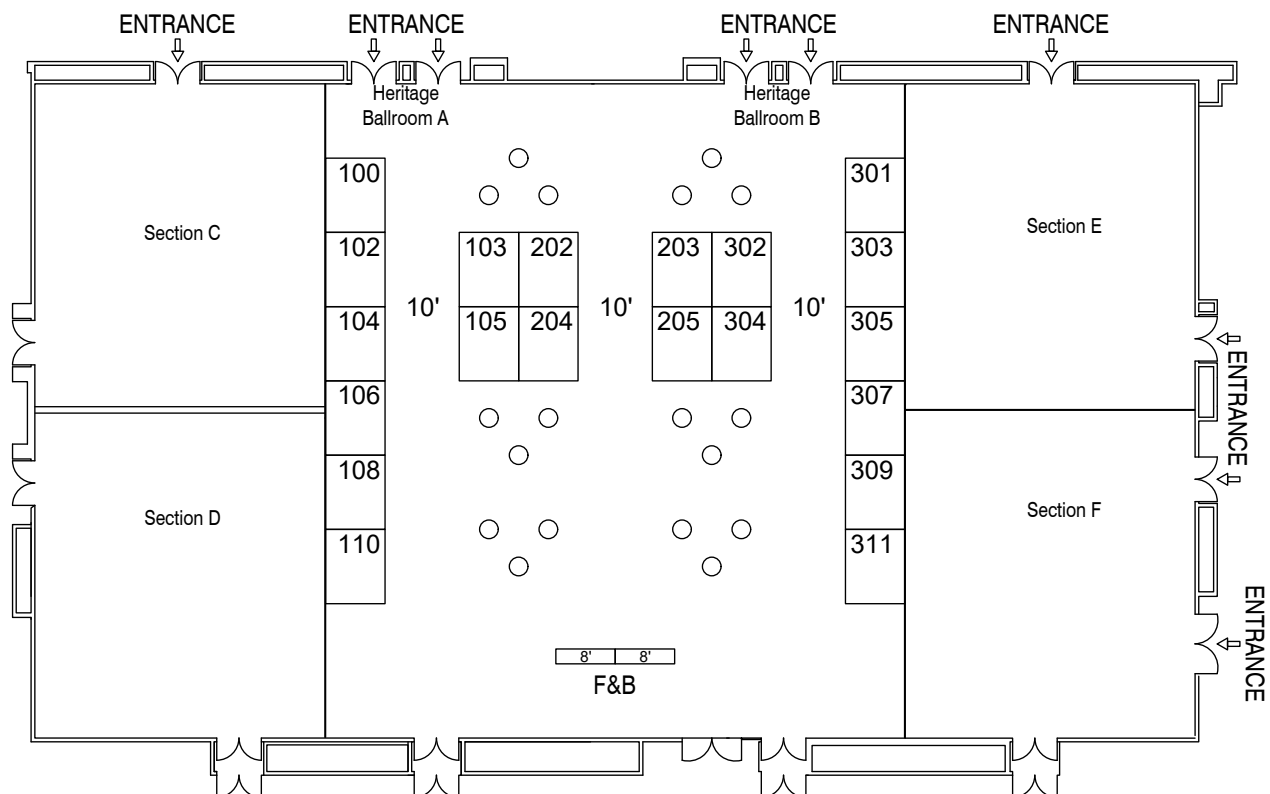 ENTRANCE
ENTRANCE
ENTRANCE
ENTRANCE
Heritage
Ballroom A
Heritage
Ballroom B
100
301
Section C
Section E
102
103
202
203
302
303
10'
10'
10'
104
105
204
205
304
305
ENTRANCE
106
307
108
309
Section D
Section F
110
311
ENTRANCE
8'
8'
F&B